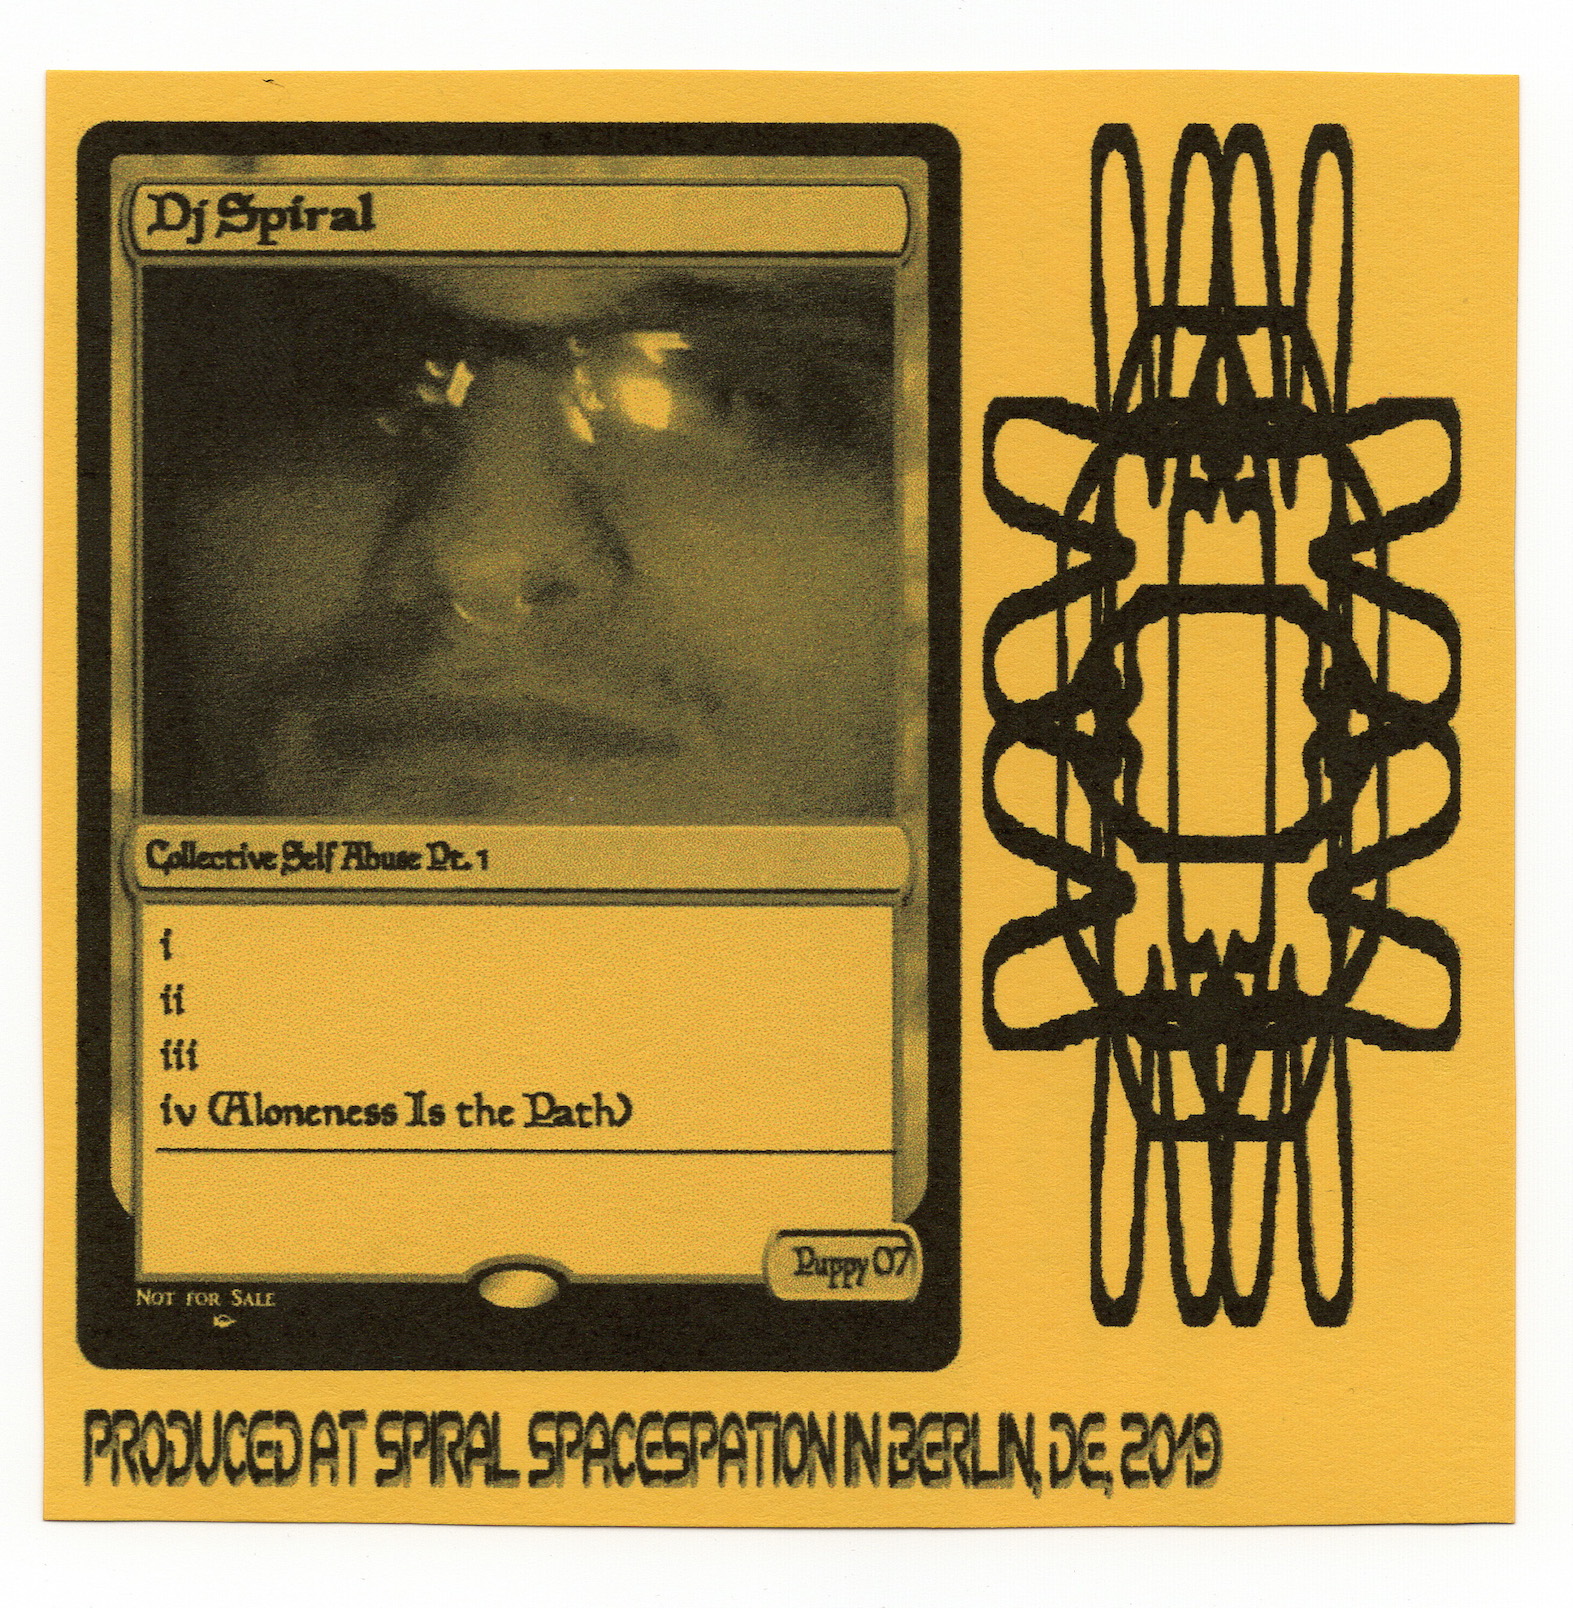 Dj Spiral
Collective Self Abuse Pt. 1
i
ii
iii
iv (Aloneness Is the Path)
Puppy 07
Not for Sale
PRODUCED AT SPIRAL SPACESPATION IN BERLIN, DE, 2019